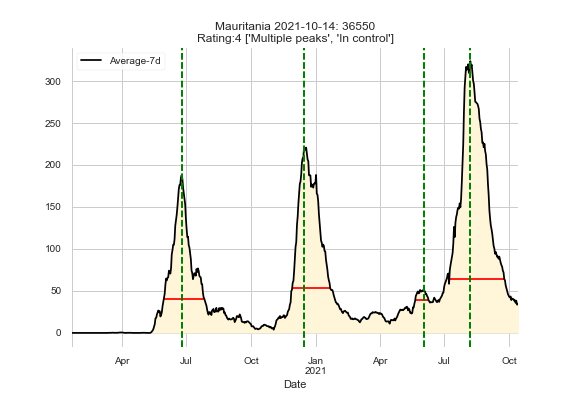 Mauritania 2021-10-14: 36550
Rating:4 ['Multiple peaks', 'In control']
Average-7d
300
250
200
150
100
50
0
Apr Jul Oct Jan Apr Jul Oct
2021
Date